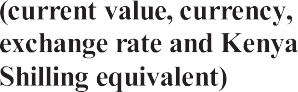 (current value, currency,
exchange rate and Kenya
Shilling equivalent)